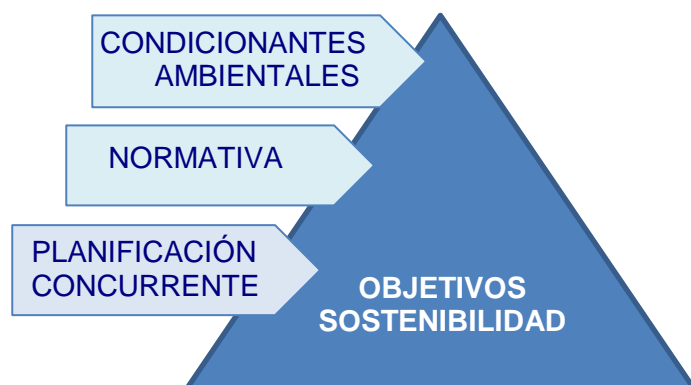 CONDICIONANTES
AMBIENTALES
NORMATIVA
PLANIFICACIÓN
CONCURRENTE
OBJETIVOS
SOSTENIBILIDAD